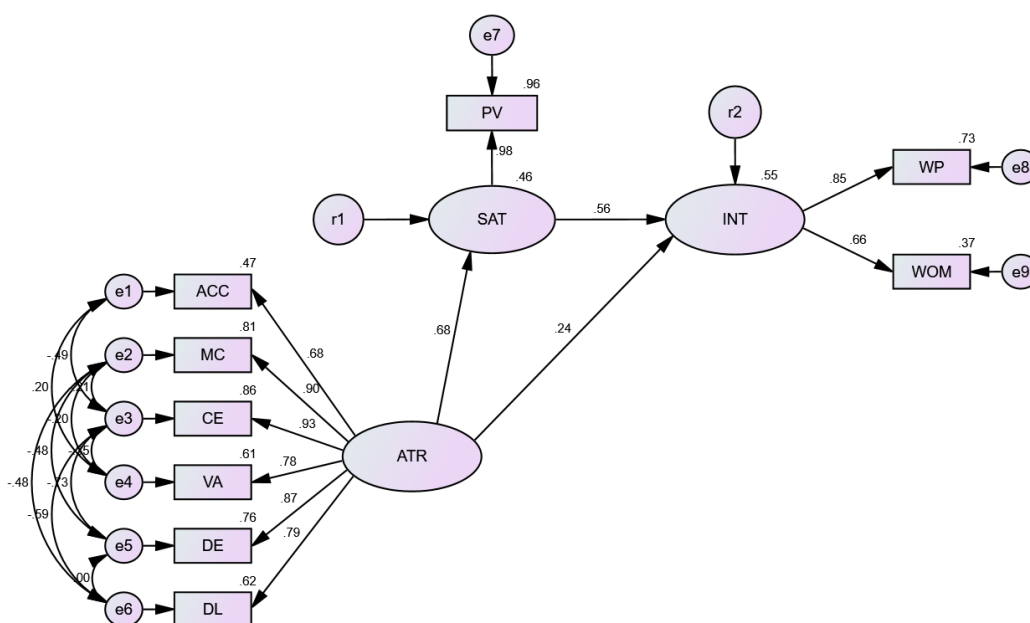 e7
.96
PV
r2
.98
.73
.46
.55
WP
e8
.85
r1
SAT
.56
INT
.66
.37
.47
WOM
e9
e1
ACC
.68
.24
.81
-.49
e2
MC
.68
.20
.90
.86
-.20
e3
CE
.93
-.48
ATR
.61
.78
-.48
e4
VA
.87
.76
-.59
.79
e5
DE
.62
.00
e6
DL